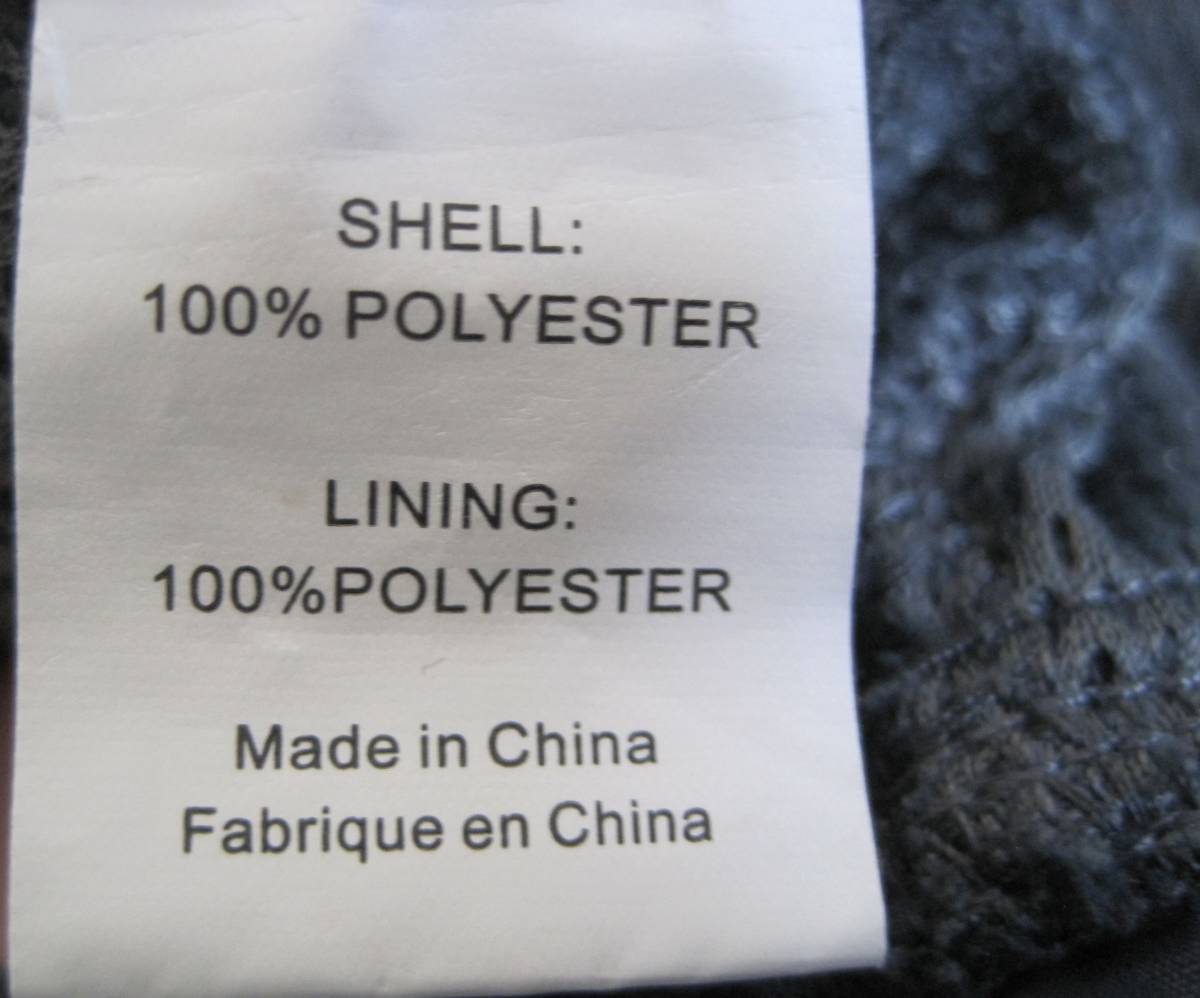 SHELL:
100% POLYESTER
LINING:
100%POLYESTER
Made in China
Fabrique en China